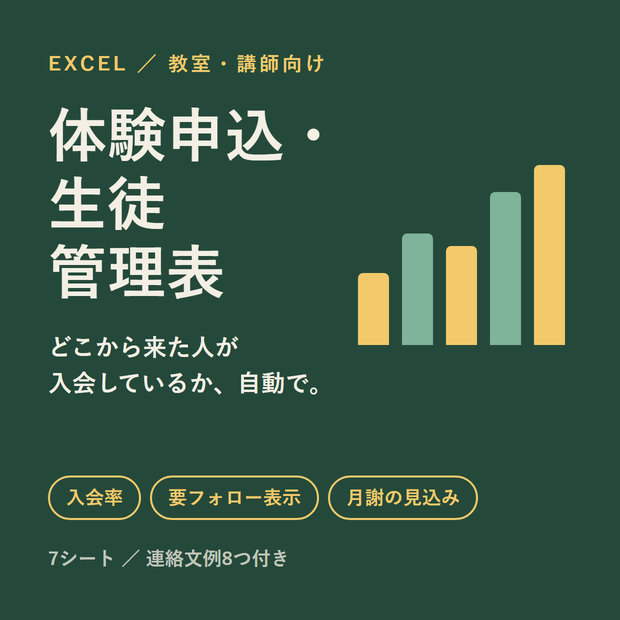 EXCEL ／ 教室・講師向け
体験申込・
生徒
管理表
どこから来た人が
入会しているか、自動で。
入会率
要フォロー表示
月謝の見込み
7シート ／ 連絡文例8つ付き